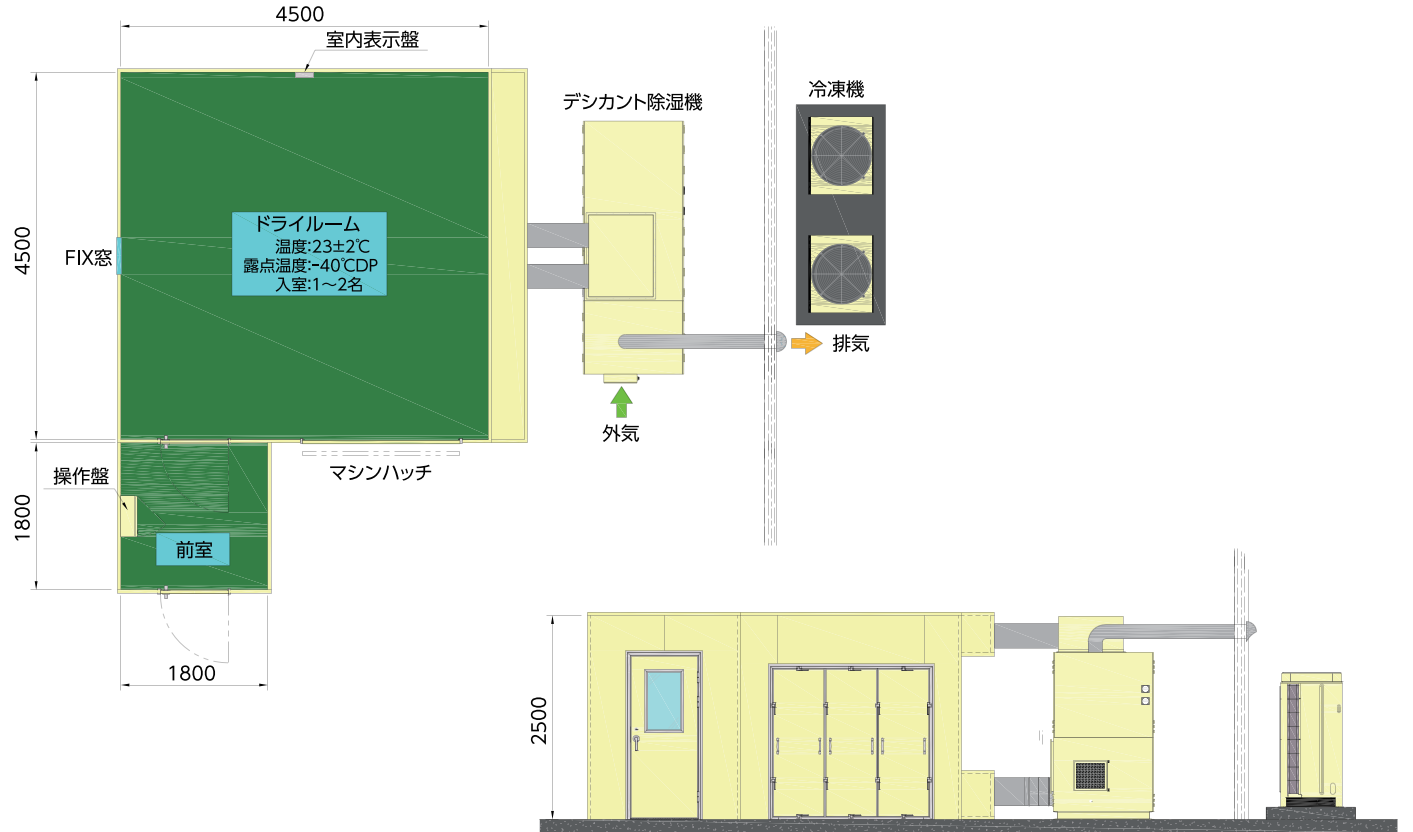 4500
室内表示盤
冷凍機
デシカント除湿機
4500
FIX窓
ドライルーム
温度:23±2℃
露点温度:-40℃DP
入室:1～2名
排気
外気
マシンハッチ
操作盤
1800
前室
1800
2500